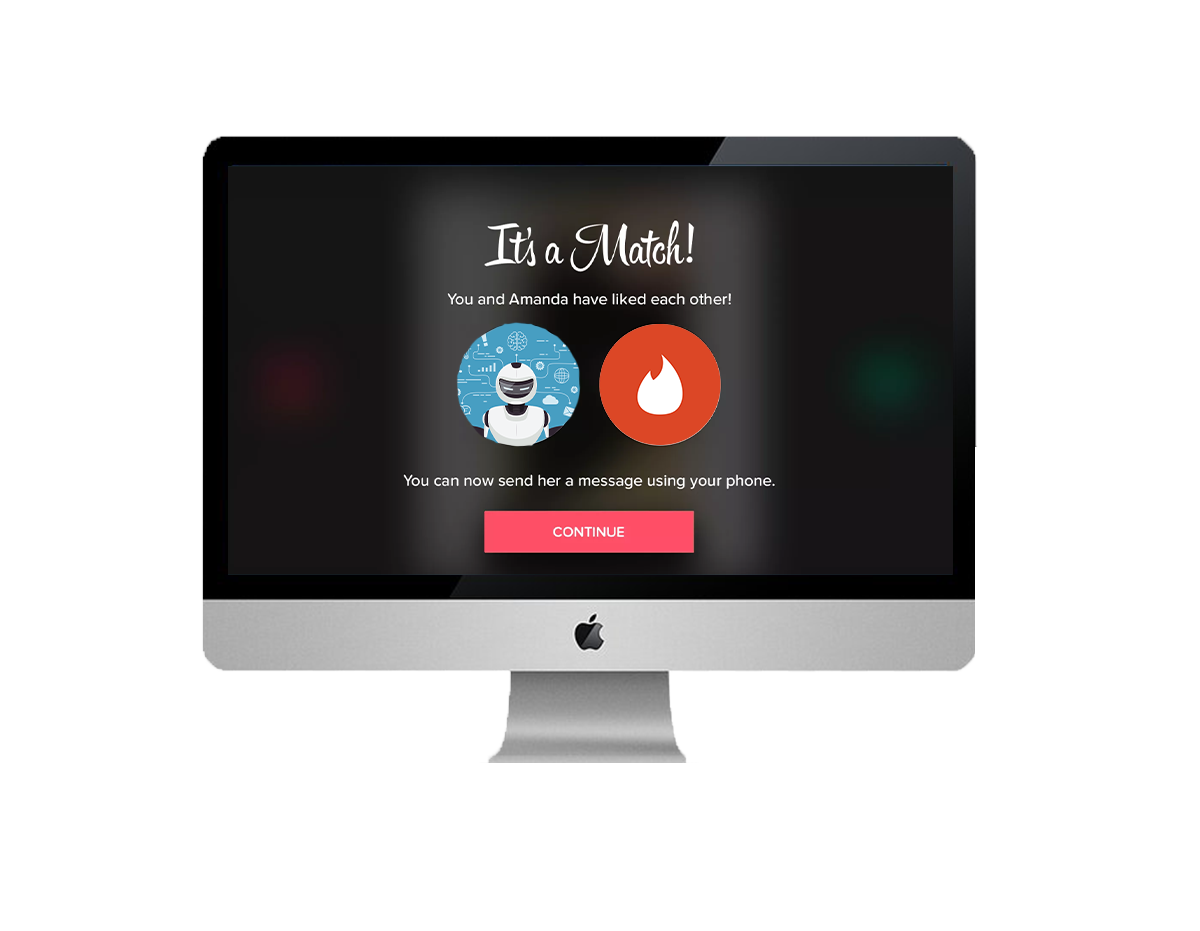 It's a Match!
You and Amanda have liked each other!
You can now send her a message using your phone.
CONTINUE